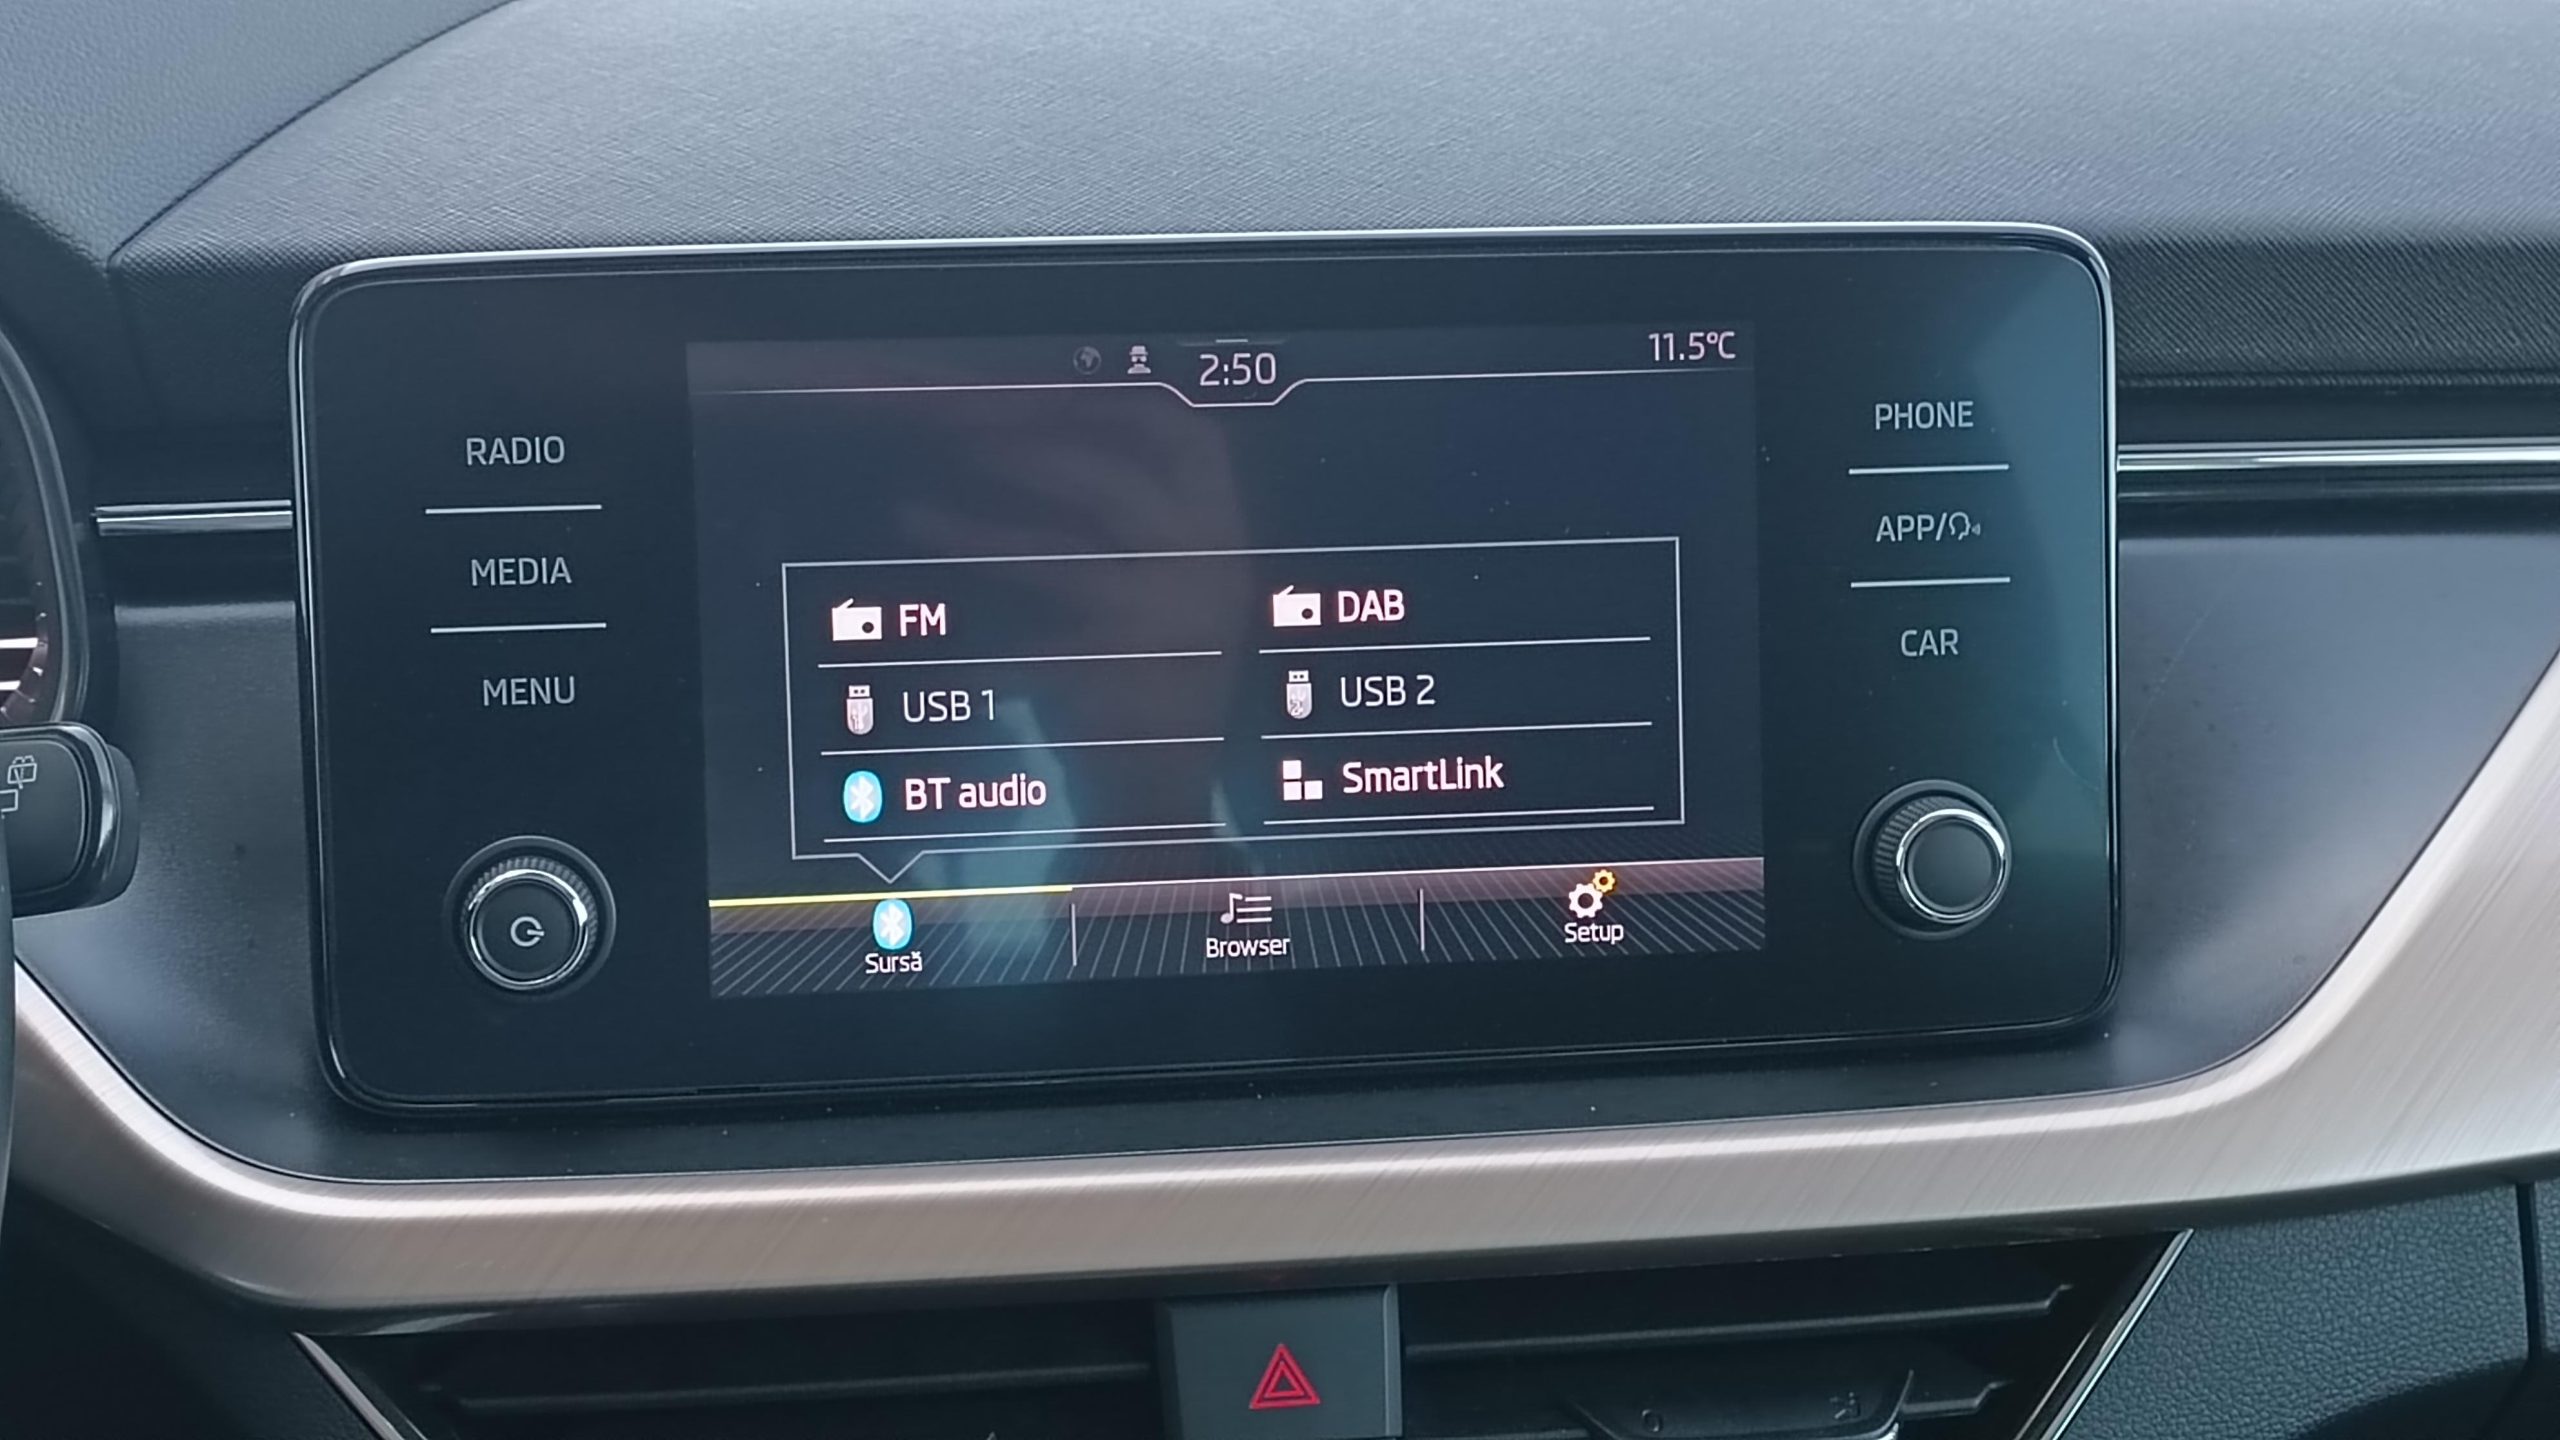 2:50
11.5°C
RADIO
MEDIA
MENU
FM
DAB
USB 1
USB 2
BT audio
SmartLink
Sursă
Browser
Setup
PHONE
APP/
CAR